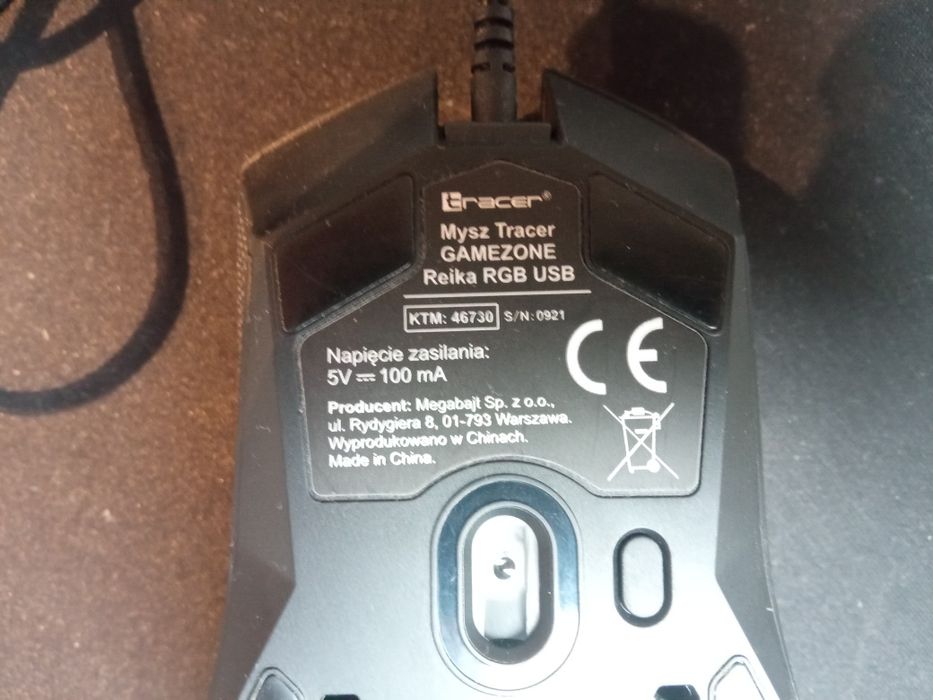 tracer®
Mysz Tracer
GAMEZONE
Reika RGB USB
KTM: 46730 S/N: 0921
Napięcie zasilania:
5V ⎓ 100 mA
CE
Producent: Megabajt Sp. z o.o.,
ul. Rydygiera 8, 01-793 Warszawa.
Wyprodukowano w Chinach.
Made in China.